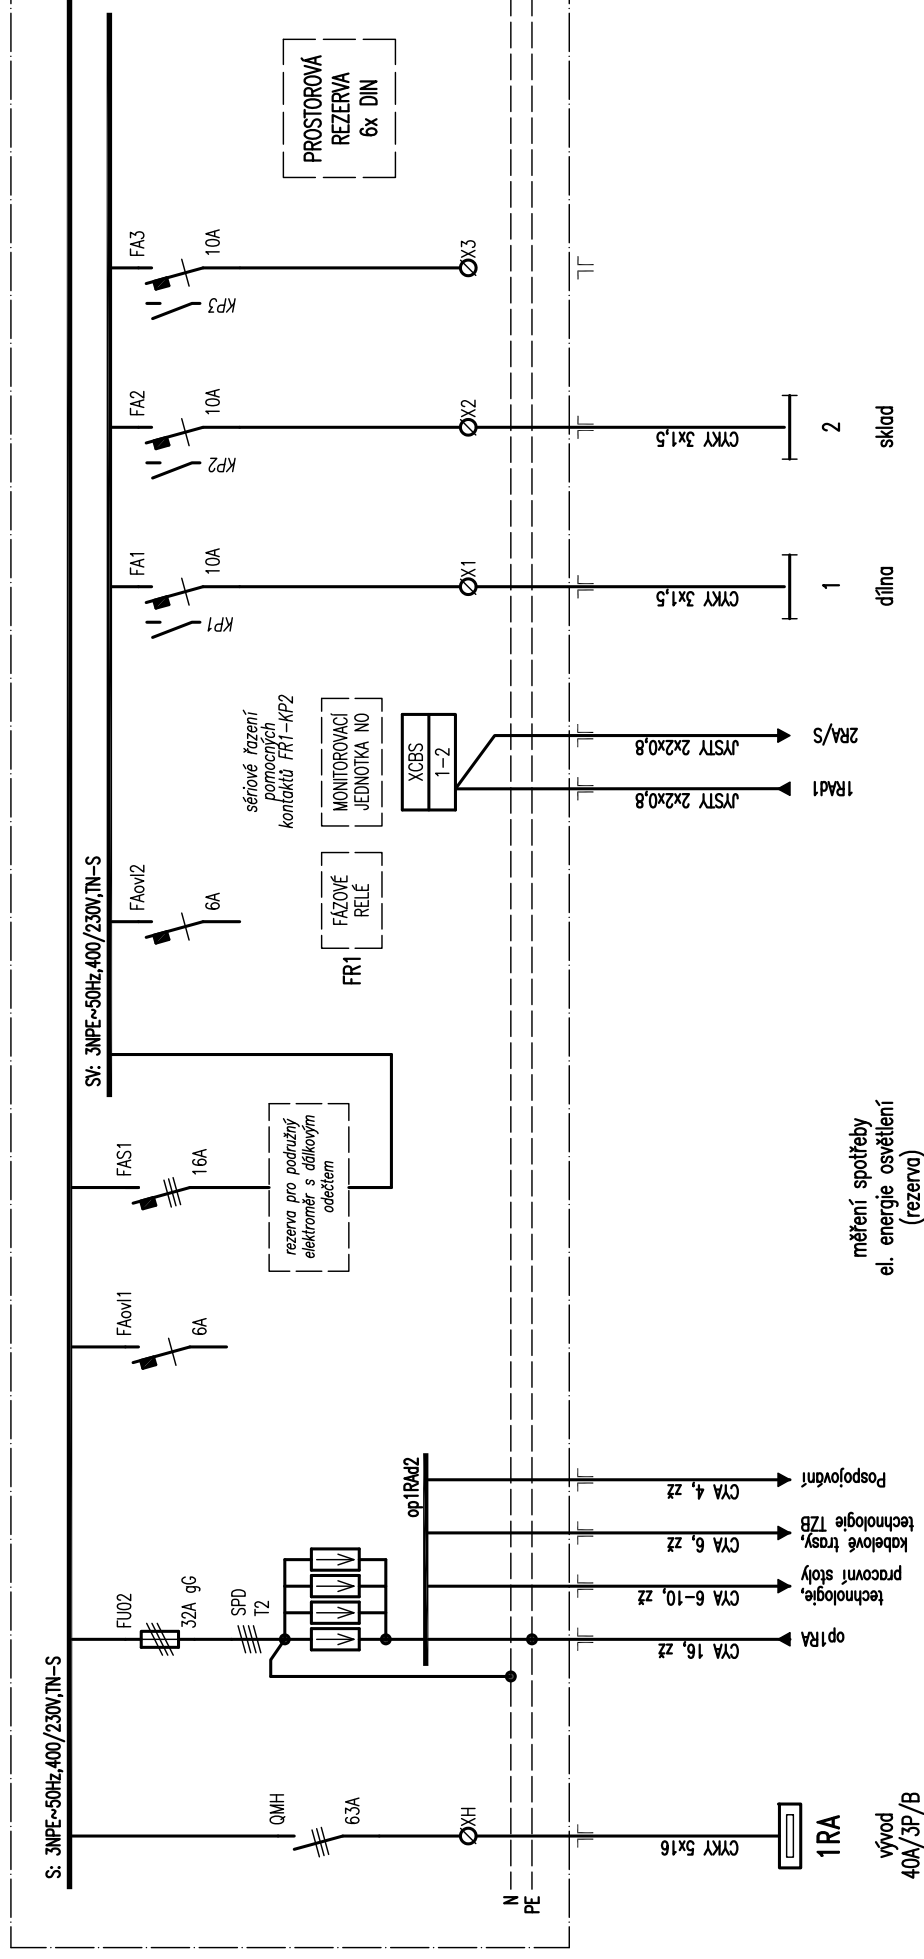 S: 3NPE~50Hz,400/230V,TN-S
QMH
63A
XH
CYKY 5x16
1RA
vývod
40A/3P/B
N
PE
FU02
32A gG
SPD
T2
op1RAd2
CYA 16, zž
op1RA
CYA 6-10, zž
technologie,
pracovní stoly
CYA 6, zž
kabelové trasy,
technologie TZB
CYA 4, zž
Pospojování
FAovl1
6A
FAS1
16A
rezerva pro podružný
elektroměr s dálkovým
odečtem
měření spotřeby
el. energie osvětlení
(rezerva)
SV: 3NPE~50Hz,400/230V,TN-S
FAovl2
6A
FR1
FÁZOVÉ
RELÉ
sériové řazení
pomocných
kontaktů FR1-KP2
MONITOROVACÍ
JEDNOTKA NO
XCBS
1-2
JYSTY 2x2x0,8
1RAd1
JYSTY 2x2x0,8
2RA/S
FA1
10A
KP1
X1
CYKY 3x1,5
1
dílna
FA2
10A
KP2
X2
CYKY 3x1,5
2
sklad
FA3
10A
KP3
X3
PROSTOROVÁ
REZERVA
6x DIN